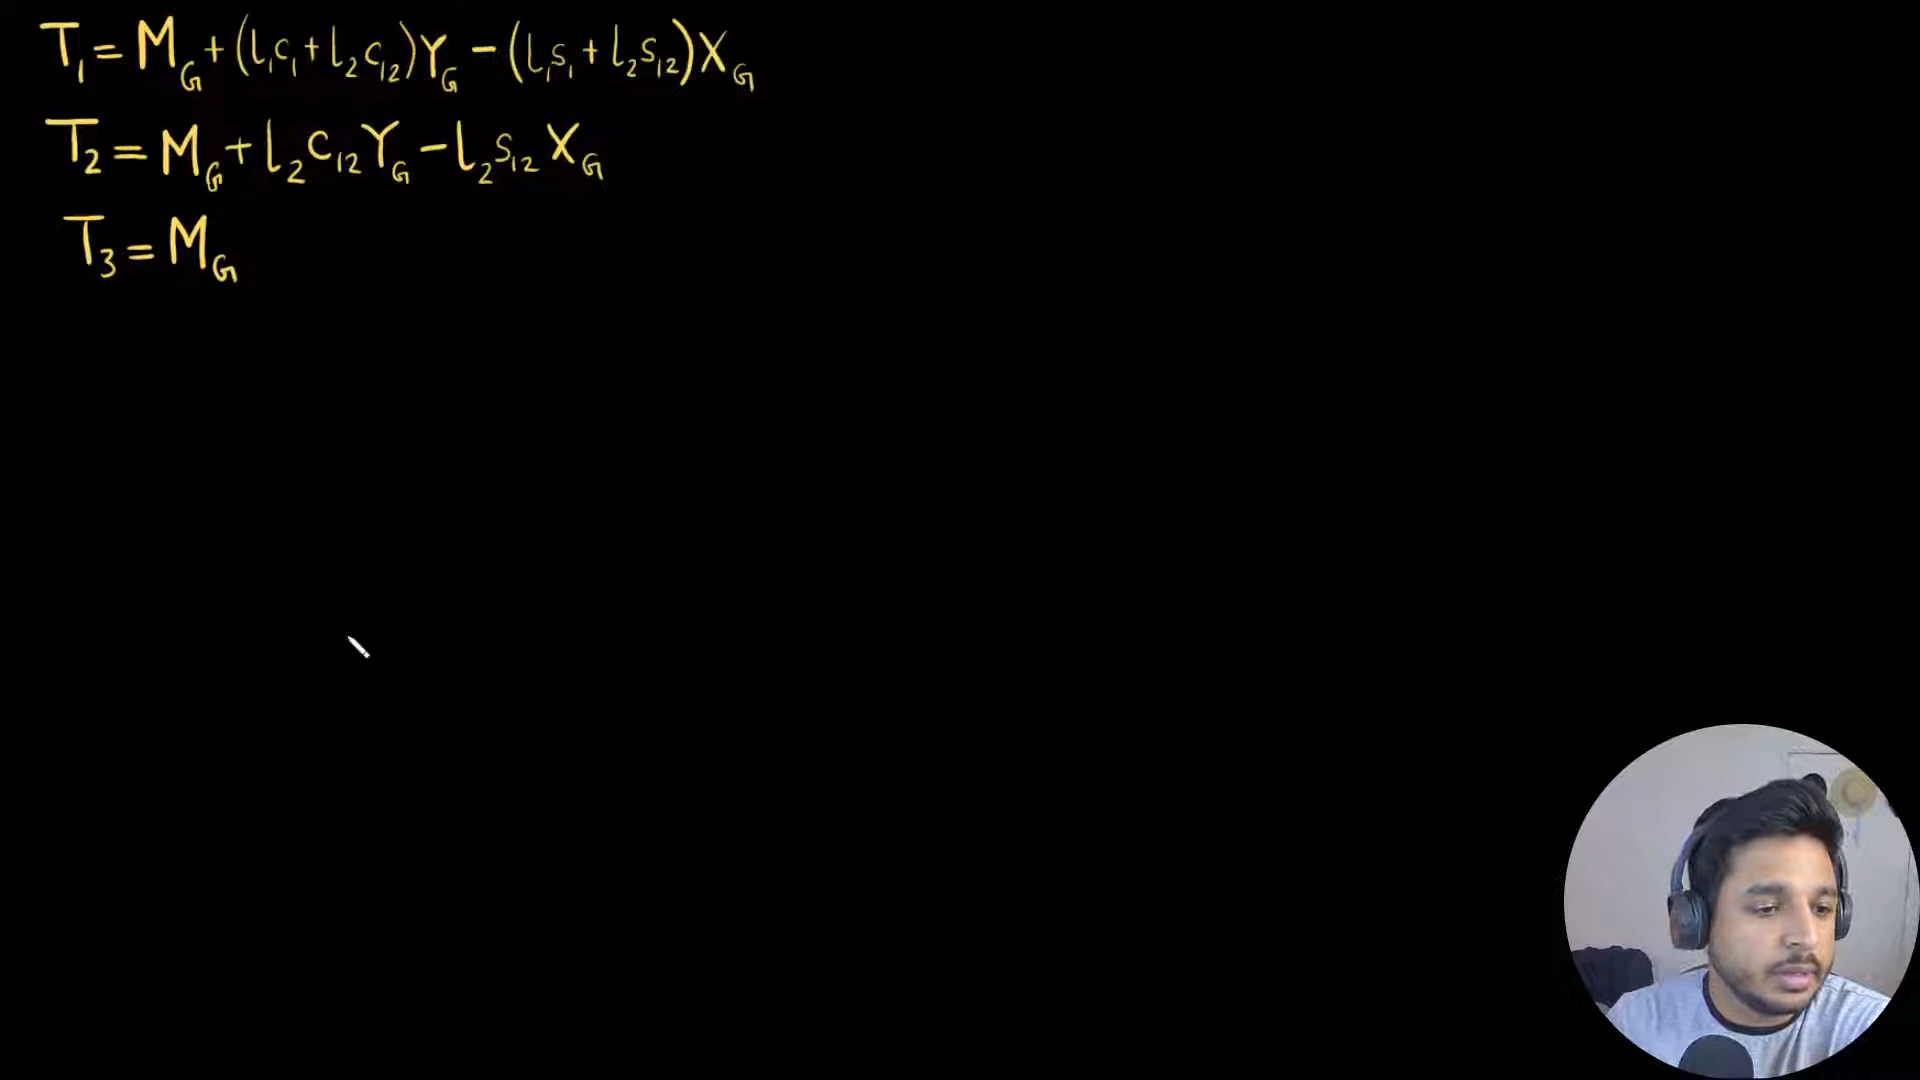 T₁ = M_G + (l₁c₁ + l₂c₁₂)Y_G − (l₁s₁ + l₂s₁₂)X_G
T₂ = M_G + l₂c₁₂Y_G − l₂s₁₂X_G
T₃ = M_G